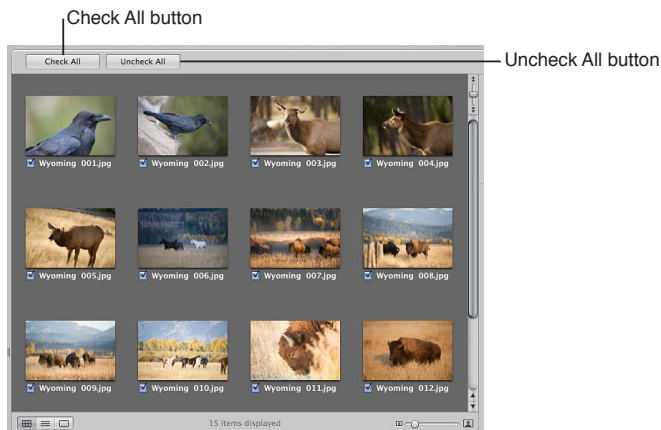 Check All button
Check All
Uncheck All
Uncheck All button
Wyoming 001.jpg
Wyoming 002.jpg
Wyoming 003.jpg
Wyoming 004.jpg
Wyoming 005.jpg
Wyoming 006.jpg
Wyoming 007.jpg
Wyoming 008.jpg
Wyoming 009.jpg
Wyoming 010.jpg
Wyoming 011.jpg
Wyoming 012.jpg
15 items displayed